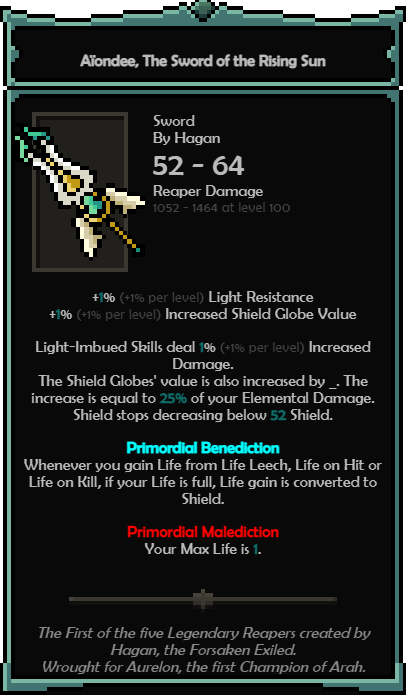 Aïondee, The Sword of the Rising Sun
Sword
By Hagan
52 - 64
Reaper Damage
1052 - 1464 at level 100
+1% (+1% per level) Light Resistance
+1% (+1% per level) Increased Shield Globe Value
Light-Imbued Skills deal 1% (+1% per level) Increased
Damage.
The Shield Globes' value is also increased by _. The
increase is equal to 25% of your Elemental Damage.
Shield stops decreasing below 52 Shield.
Primordial Benediction
Whenever you gain Life from Life Leech, Life on Hit or
Life on Kill, if your Life is full, Life gain is converted to
Shield.
Primordial Malediction
Your Max Life is 1.
The First of the five Legendary Reapers created by
Hagan, the Forsaken Exiled.
Wrought for Aurelon, the first Champion of Arah.